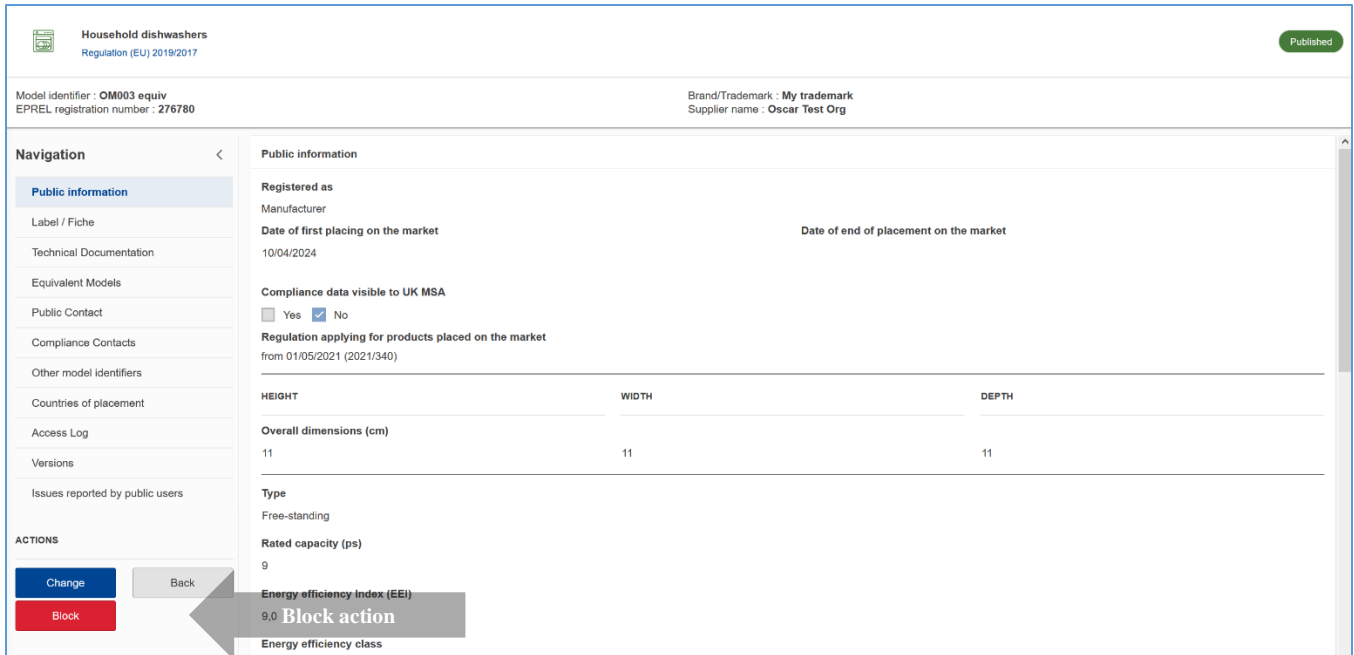 Household dishwashers
Regulation (EU) 2019/2017
Published
Model identifier : OM003 equiv
EPREL registration number : 276780
Brand/Trademark : My trademark
Supplier name : Oscar Test Org
Navigation
Public information
Label / Fiche
Technical Documentation
Equivalent Models
Public Contact
Compliance Contacts
Other model identifiers
Countries of placement
Access Log
Versions
Issues reported by public users
ACTIONS
Change
Back
Block
Public information
Registered as
Manufacturer
Date of first placing on the market
Date of end of placement on the market
10/04/2024
Compliance data visible to UK MSA
Yes No
Regulation applying for products placed on the market
from 01/05/2021 (2021/340)
HEIGHT WIDTH DEPTH
Overall dimensions (cm)
11 11 11
Type
Free-standing
Rated capacity (ps)
9
Energy efficiency Index (EEI)
9,0
Block action
Energy efficiency class